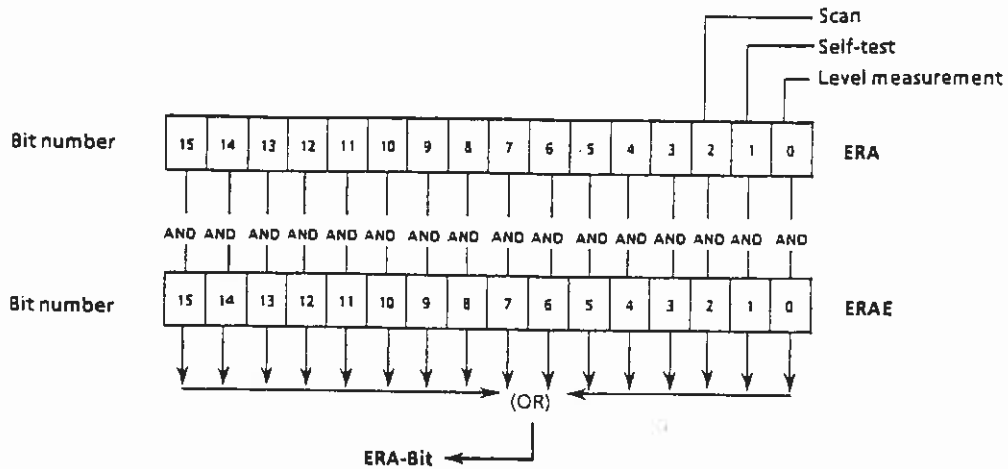 Scan
Self-test
Level measurement
Bit number 15 14 13 12 11 10 9 8 7 6 5 4 3 2 1 0 ERA
AND AND AND AND AND AND AND AND AND AND AND AND AND AND AND AND
Bit number 15 14 13 12 11 10 9 8 7 6 5 4 3 2 1 0 ERAE
(OR)
ERA-Bit